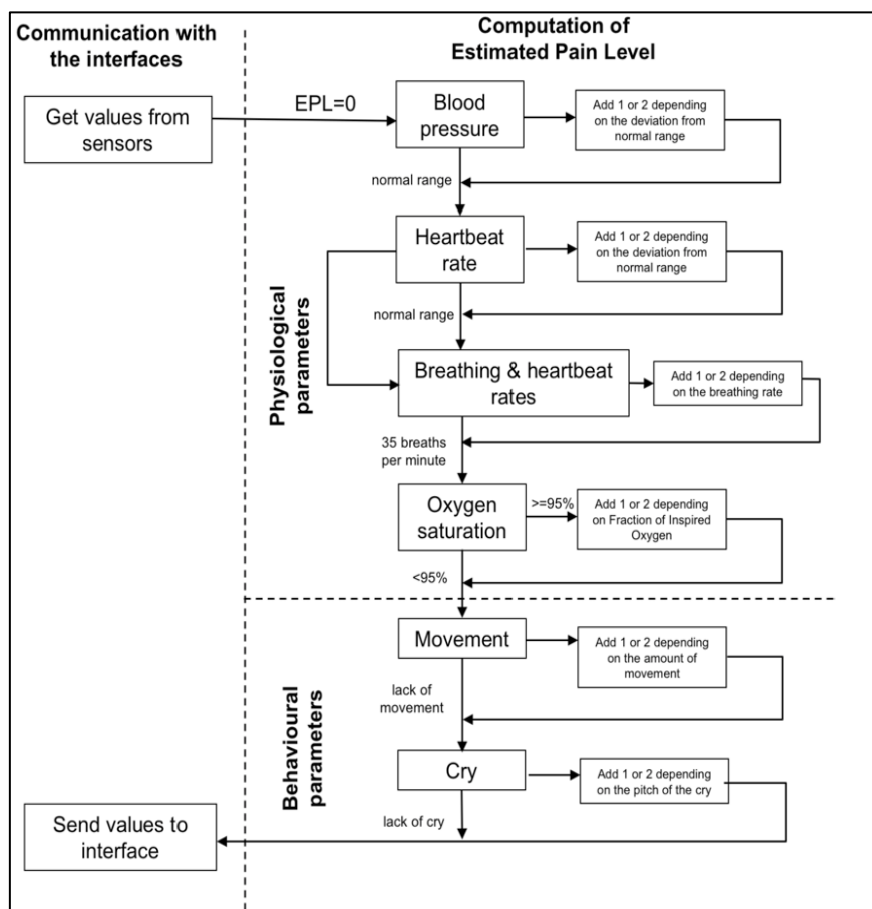 Communication with
the interfaces
Computation of
Estimated Pain Level
Get values from
sensors
EPL=0
Blood
pressure
Add 1 or 2 depending
on the deviation from
normal range
normal range
Heartbeat
rate
Add 1 or 2 depending
on the deviation from
normal range
normal range
Physiological
parameters
Breathing & heartbeat
rates
Add 1 or 2 depending
on the breathing rate
35 breaths
per minute
Oxygen
saturation
>=95%
Add 1 or 2 depending
on Fraction of Inspired
Oxygen
<95%
Movement
Add 1 or 2 depending
on the amount of
movement
lack of
movement
Behavioural
parameters
Cry
Add 1 or 2 depending
on the pitch of the cry
lack of cry
Send values to
interface